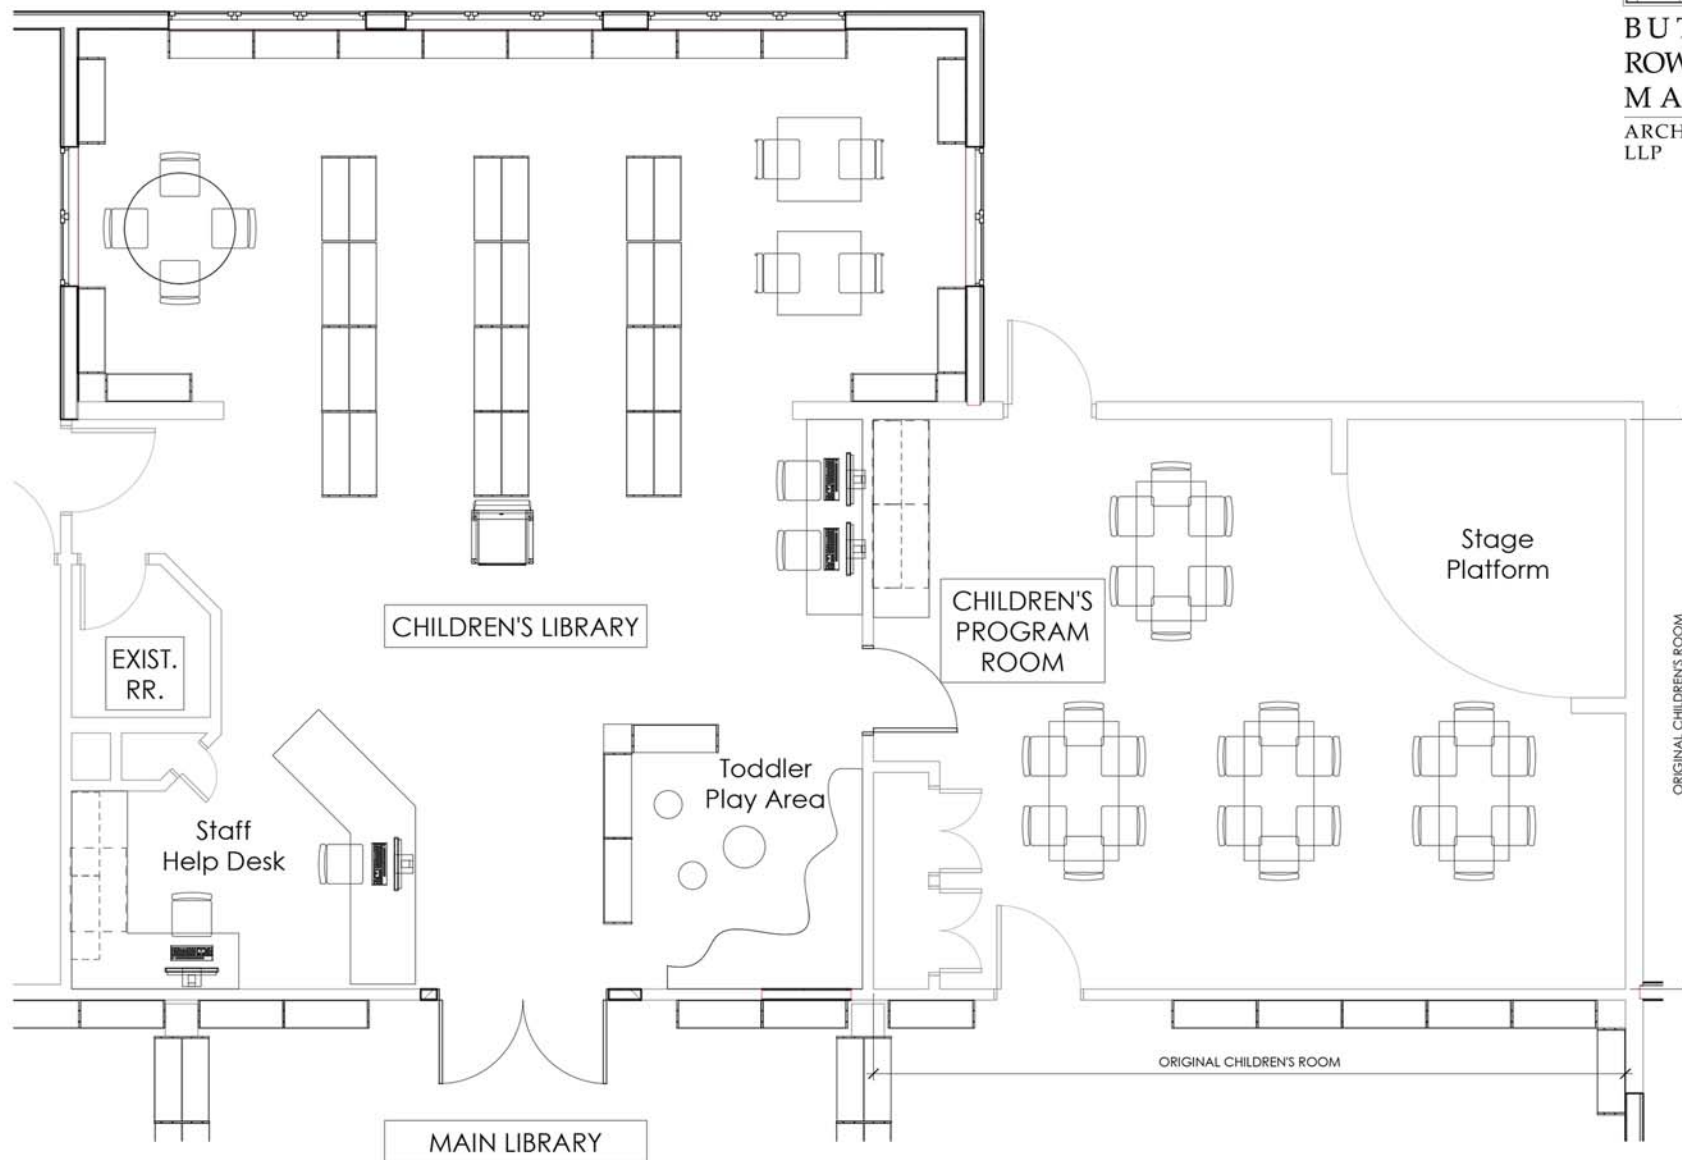 BUT
ROW
MA
ARCH
LLP
CHILDREN'S LIBRARY
EXIST.
RR.
CHILDREN'S
PROGRAM
ROOM
Stage
Platform
Toddler
Play Area
Staff
Help Desk
ORIGINAL CHILDREN'S ROOM
ORIGINAL CHILDREN'S ROOM
MAIN LIBRARY